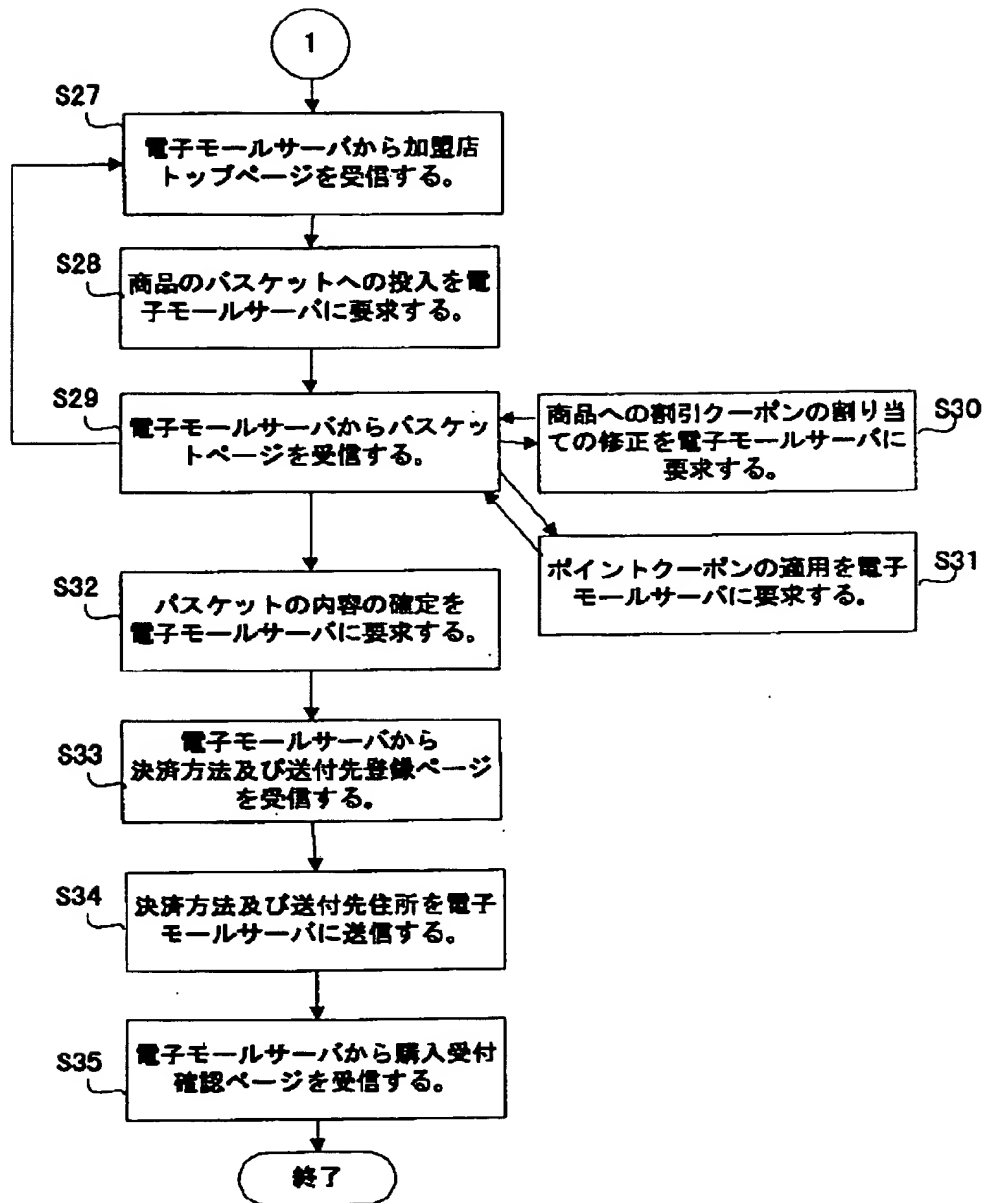 1
S27
電子モールサーバから加盟店
トップページを受信する。
S28
商品のバスケットへの投入を電
子モールサーバに要求する。
S29
電子モールサーバからバスケッ
トページを受信する。
S30
商品への割引クーポンの割り当
ての修正を電子モールサーバに
要求する。
S31
ポイントクーポンの適用を電子
モールサーバに要求する。
S32
バスケットの内容の確定を
電子モールサーバに要求する。
S33
電子モールサーバから
決済方法及び送付先登録ページ
を受信する。
S34
決済方法及び送付先住所を電子
モールサーバに送信する。
S35
電子モールサーバから購入受付
確認ページを受信する。
終了